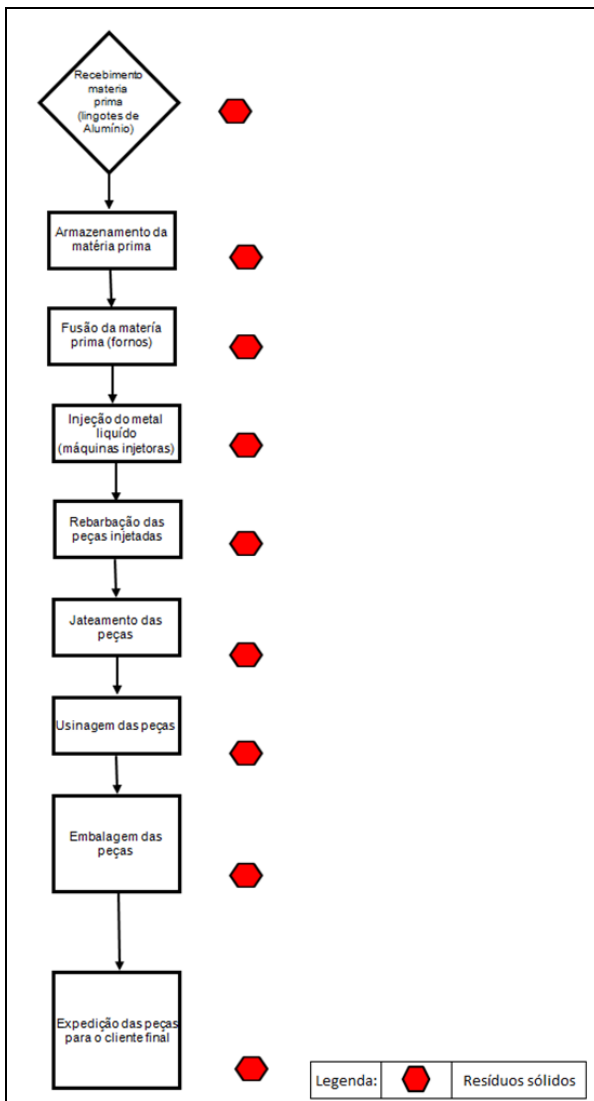 Recebimento
materia
prima
(lingotes de
Alumínio)
Armazenamento da
matéria prima
Fusão da matería
prima (fornos)
Injeção do metal
liquído
(máquinas injetoras)
Rebarbação das
peças injetadas
Jateamento das
peças
Usinagem das peças
Embalagem das
peças
Expedição das peças
para o cliente final
Legenda: Resíduos sólidos